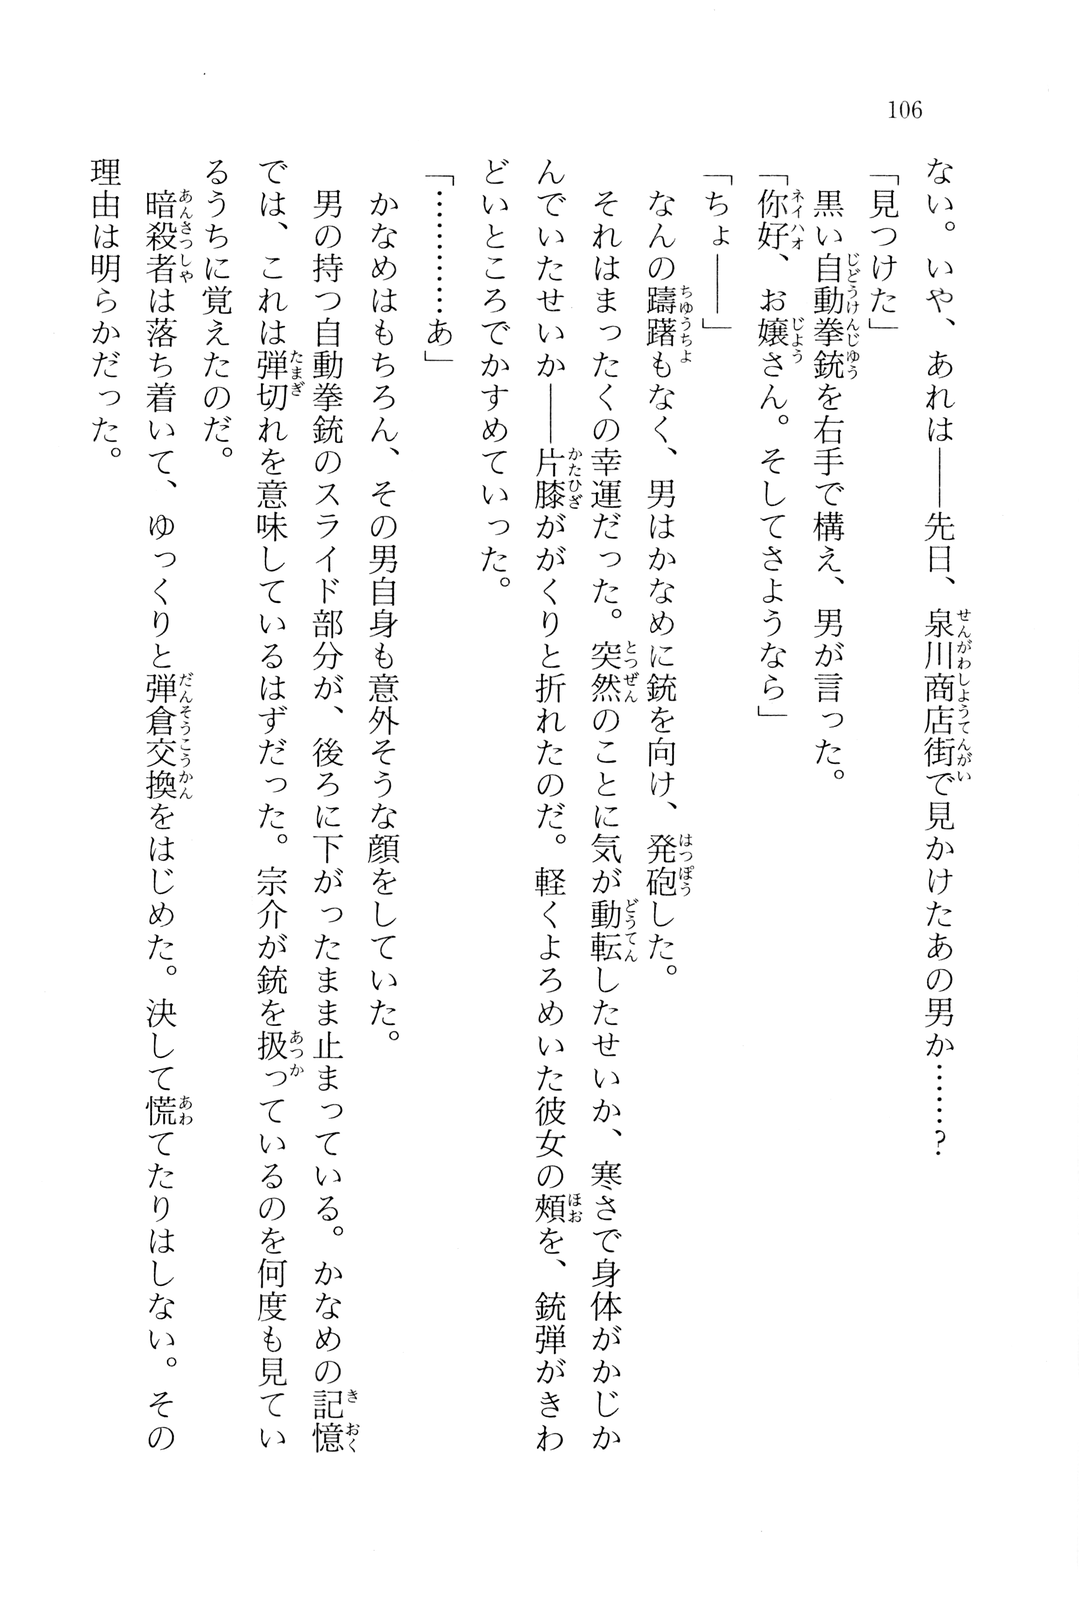 106
ない。いや、あれは――先日、泉川商店街で見かけたあの男か……？
「見つけた」
黒い自動拳銃を右手で構え、男が言った。
「你好、お嬢さん。そしてさようなら」
「ちょ――」
なんの躊躇もなく、男はかなめに銃を向け、発砲した。
それはまったくの幸運だった。突然のことに気が動転したせいか、寒さで身体がかじか
んでいたせいか――片膝ががくりと折れたのだ。軽くよろめいた彼女の頰を、銃弾がきわ
どいところでかすめていった。
「…………あ」
かなめはもちろん、その男自身も意外そうな顔をしていた。
男の持つ自動拳銃のスライド部分が、後ろに下がったまま止まっている。かなめの記憶
では、これは弾切れを意味しているはずだった。宗介が銃を扱っているのを何度も見てい
るうちに覚えたのだ。
暗殺者は落ち着いて、ゆっくりと弾倉交換をはじめた。決して慌てたりはしない。その
理由は明らかだった。